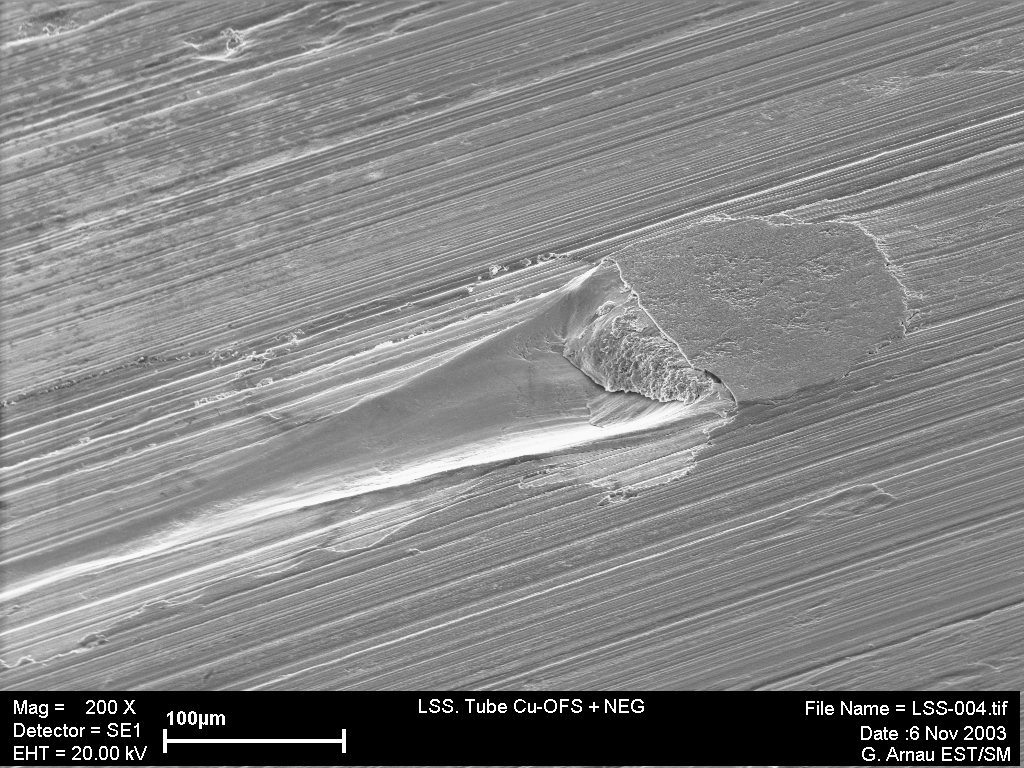 Mag = 200 X
Detector = SE1
EHT = 20.00 kV
100µm
LSS. Tube Cu-OFS + NEG
File Name = LSS-004.tif
Date :6 Nov 2003
G. Arnau EST/SM